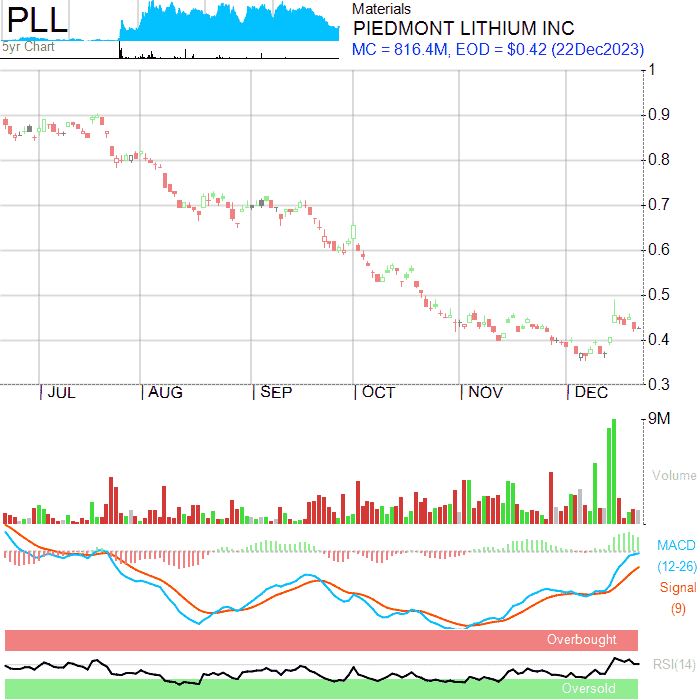 PLL
5yr Chart
Materials
PIEDMONT LITHIUM INC
MC = 816.4M, EOD = $0.42 (22Dec2023)
1
0.9
0.8
0.7
0.6
0.5
0.4
0.3
JUL AUG SEP OCT NOV DEC
9M
Volume
MACD
(12-26)
Signal
(9)
Overbought
RSI(14)
Oversold